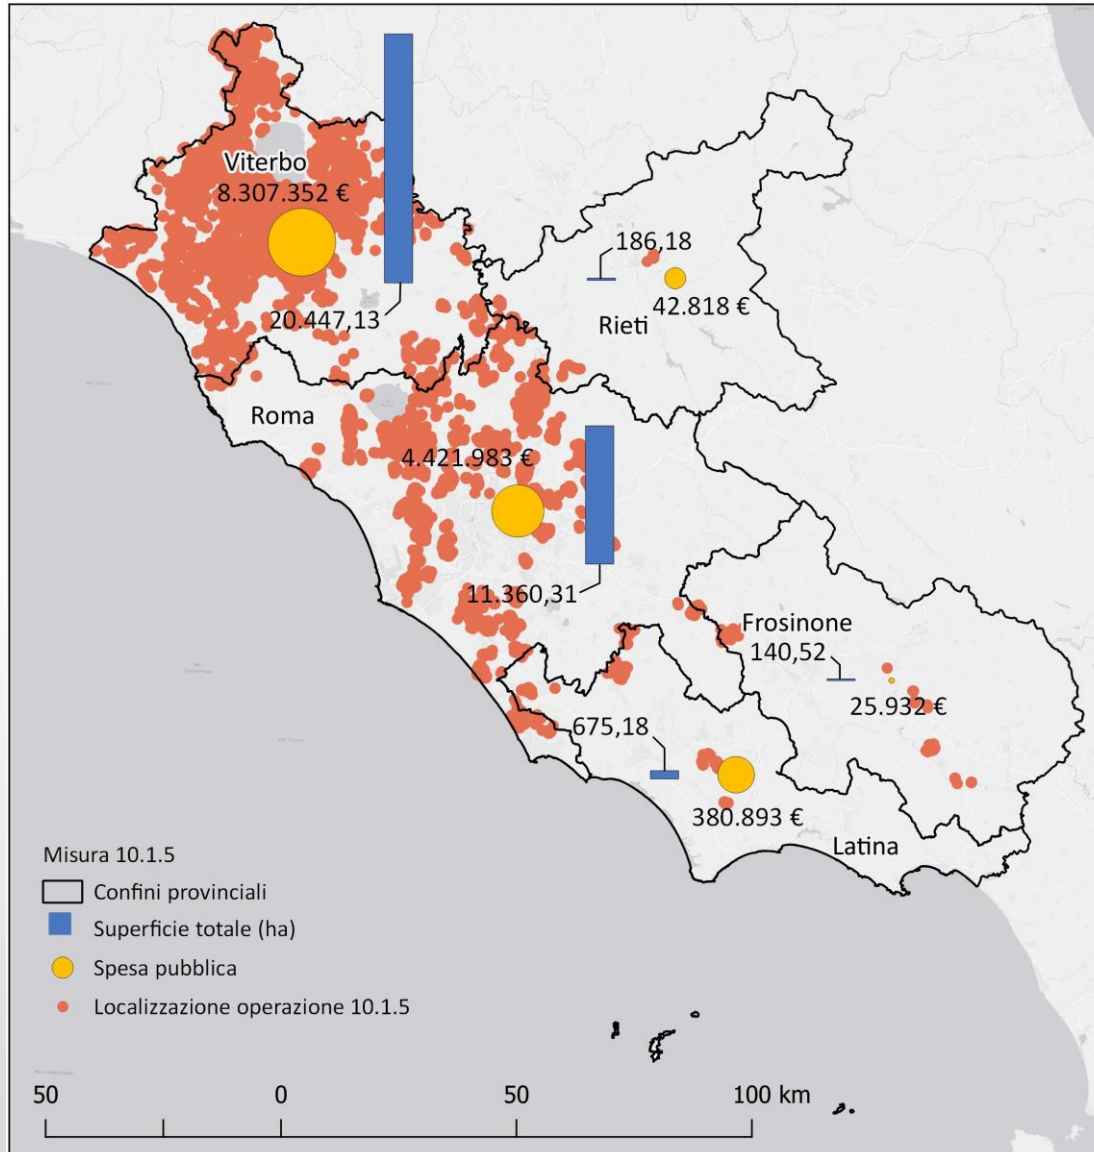 Viterbo
8.307.352 €
20.447,13
186,18
42.818 €
Rieti
Roma
4.421.983 €
11.360,31
Frosinone
140,52
25.932 €
675,18
380.893 €
Latina
Misura 10.1.5
Confini provinciali
Superficie totale (ha)
Spesa pubblica
Localizzazione operazione 10.1.5
50 0 50 100 km